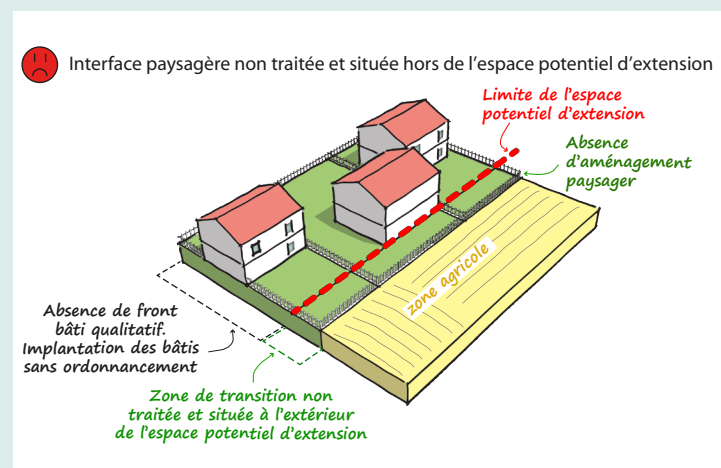 Interface paysagère non traitée et située hors de l'espace potentiel d'extension
Limite de l'espace
potentiel d'extension
Absence
d'aménagement
paysager
zone agricole
Absence de front
bâti qualitatif.
Implantation des bâtis
sans ordonnancement
Zone de transition non
traitée et située à l'extérieur
de l'espace potentiel d'extension